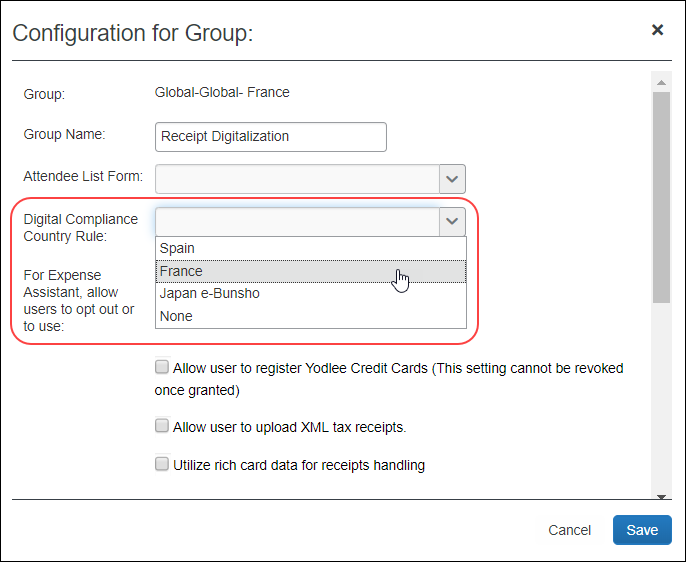 Configuration for Group:
Group: Global-Global- France
Group Name: Receipt Digitalization
Attendee List Form:
Digital Compliance
Country Rule:
Spain
France
Japan e-Bunsho
None
For Expense
Assistant, allow
users to opt out or
to use:
Allow user to register Yodlee Credit Cards (This setting cannot be revoked
once granted)
Allow user to upload XML tax receipts.
Utilize rich card data for receipts handling
Cancel Save